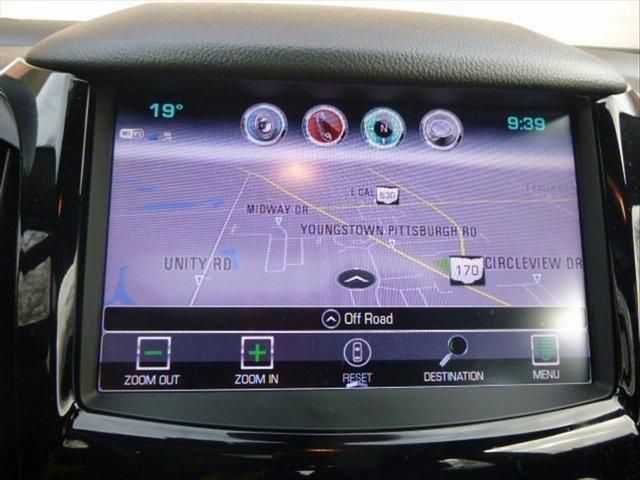 19°
9:39
N
E CAL
630
MIDWAY DR
YOUNGSTOWN PITTSBURGH RD
UNITY RD
170
CIRCLEVIEW DR
Off Road
ZOOM OUT
ZOOM IN
RESET
DESTINATION
MENU